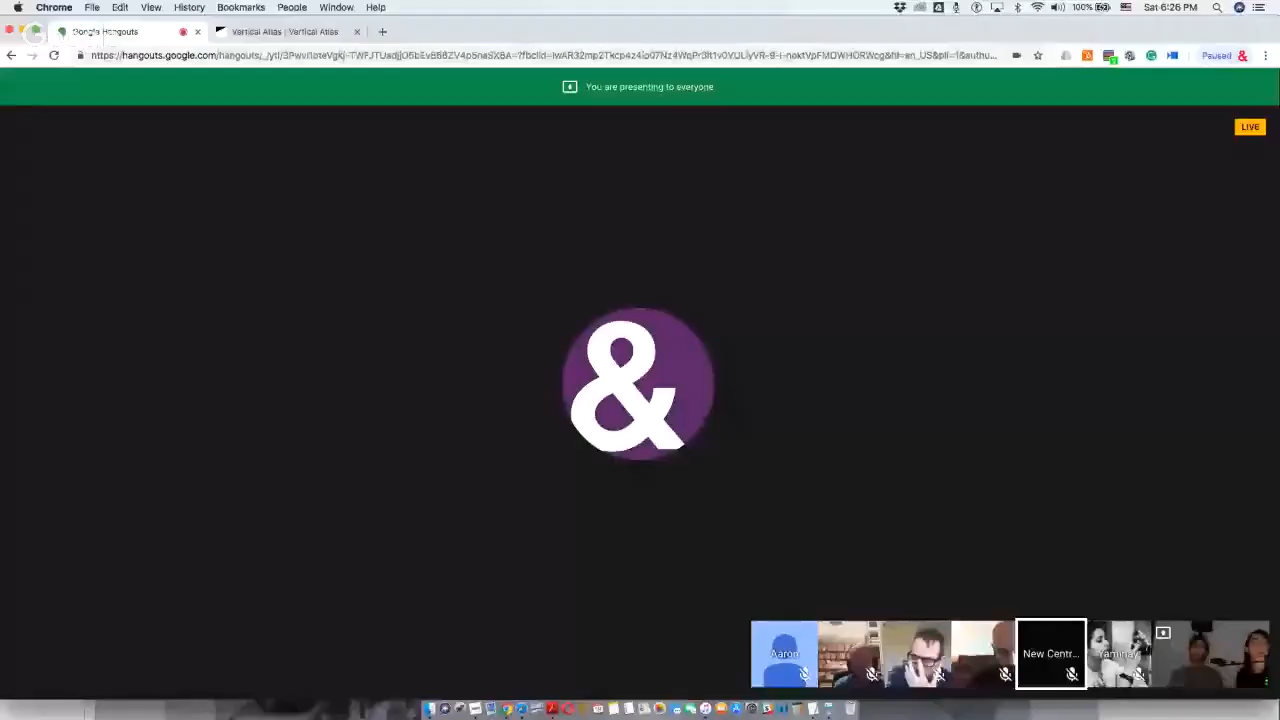 Chrome File Edit View History Bookmarks People Window Help 100% Sat 6:26 PM
Google Hangouts Vertical Atlas | Vertical Atlas
Paused
You are presenting to everyone
LIVE
&
Aaron New Centr... Yaminay